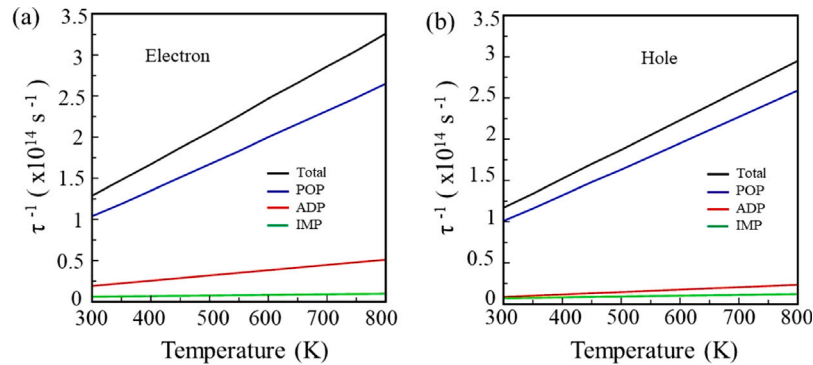 (a)
Electron
3.5
3
2.5
2
1.5
1
0.5
0
τ -1 ( x10 14 s -1 )
Total
POP
ADP
IMP
300 400 500 600 700 800
Temperature (K)
(b)
Hole
3.5
3
2.5
2
1.5
1
0.5
0
τ -1 ( x10 14 s -1 )
Total
POP
ADP
IMP
300 400 500 600 700 800
Temperature (K)